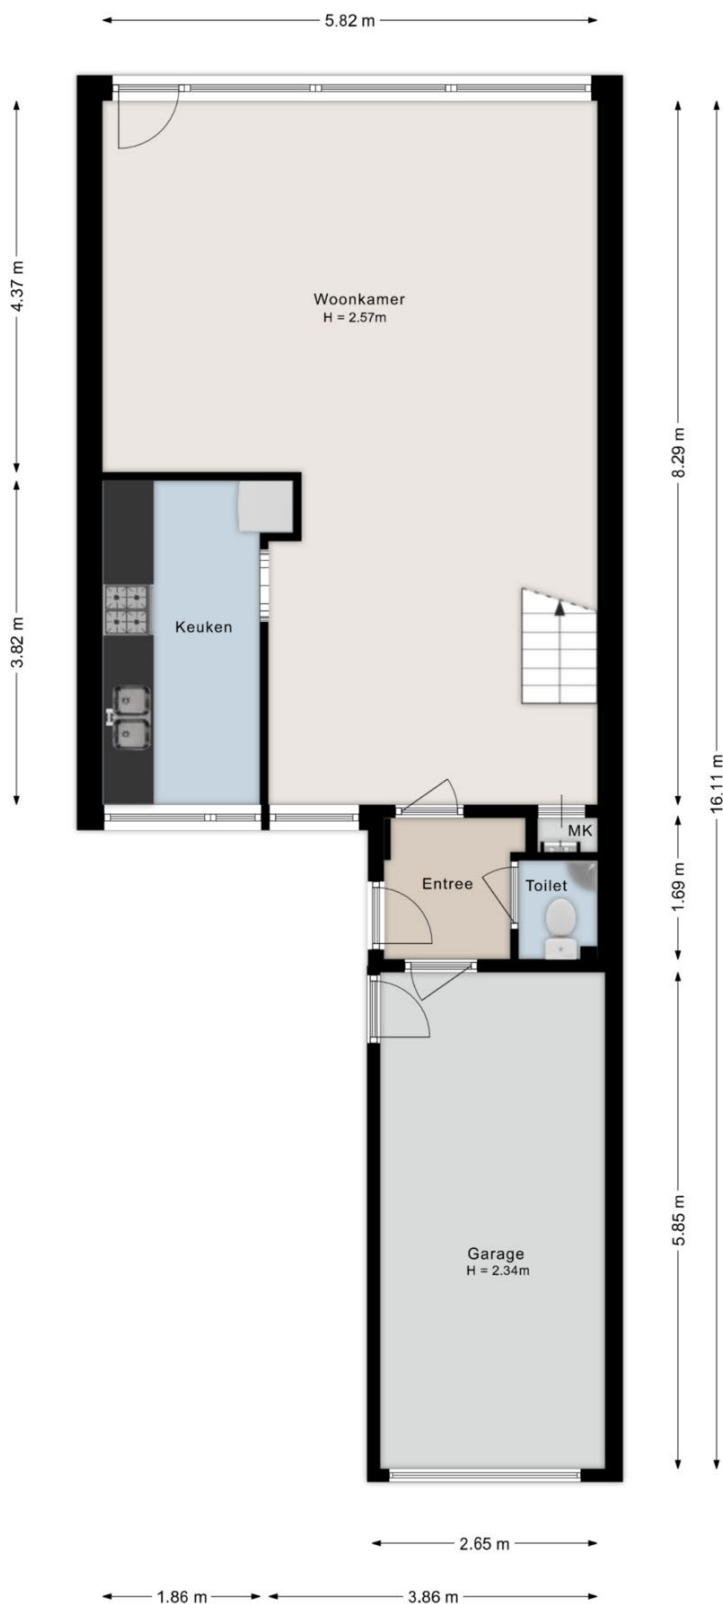 5.82 m
4.37 m
Woonkamer
H = 2.57m
8.29 m
3.82 m
Keuken
16.11 m
MK
Entree
Toilet
1.69 m
5.85 m
Garage
H = 2.34m
2.65 m
1.86 m
3.86 m